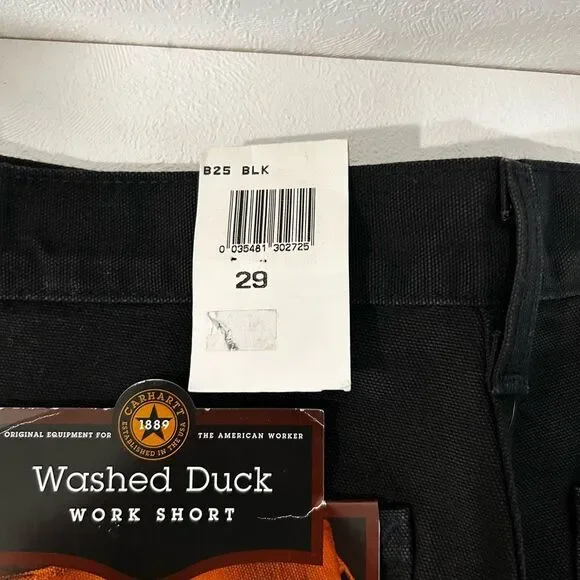 B25 BLK
0 035481 302725
29
CARHARTT
1889
ESTABLISHED IN THE USA
ORIGINAL EQUIPMENT FOR THE AMERICAN WORKER
Washed Duck
WORK SHORT